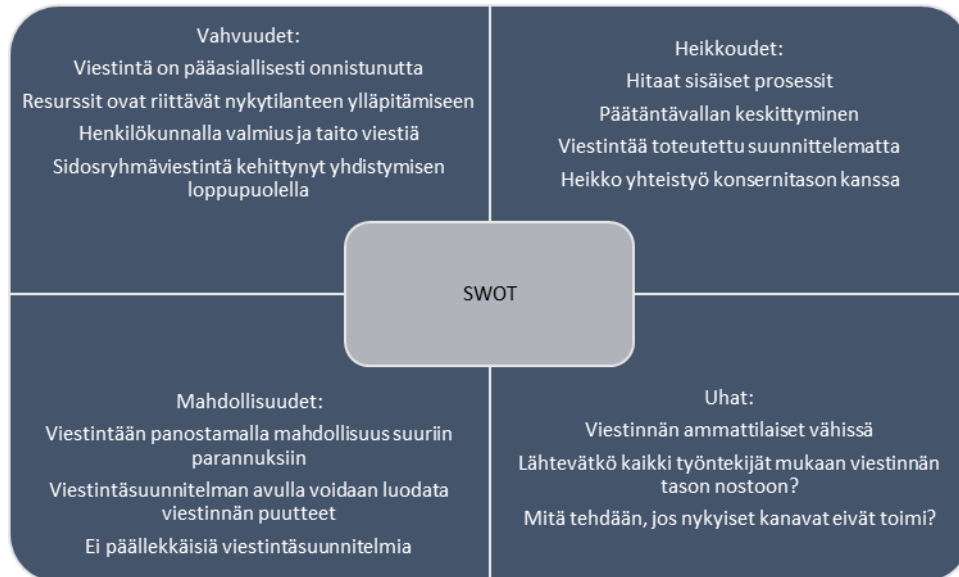 Vahvuudet:
Viestintä on pääasiallisesti onnistunutta
Resurssit ovat riittävät nykytilanteen ylläpitämiseen
Henkilökunnalla valmius ja taito viestiä
Sidosryhmäviestintä kehittynyt yhdistymisen
loppupuolella
Heikkoudet:
Hitaat sisäiset prosessit
Päätäntävallan keskittyminen
Viestintää toteutettu suunnittelematta
Heikko yhteistyö konsernitason kanssa
SWOT
Mahdollisuudet:
Viestintään panostamalla mahdollisuus suuriin
parannuksiin
Viestintäsuunnitelman avulla voidaan luodata
viestinnän puutteet
Ei päällekkäisiä viestintäsuunnitelmia
Uhat:
Viestinnän ammattilaiset vähissä
Lähtevätkö kaikki työntekijät mukaan viestinnän
tason nostoon?
Mitä tehdään, jos nykyiset kanavat eivät toimi?